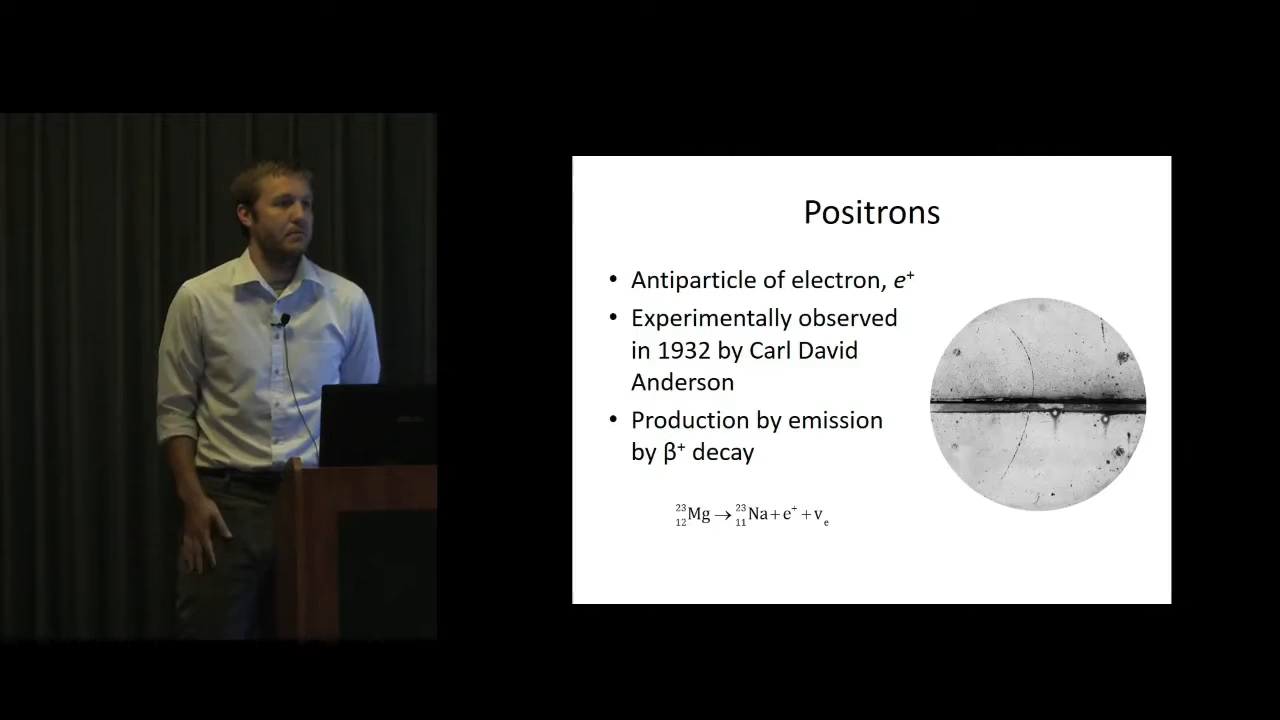 Positrons
• Antiparticle of electron, e⁺
• Experimentally observed
in 1932 by Carl David
Anderson
• Production by emission
by β⁺ decay
²³₁₂Mg → ²³₁₁Na + e⁺ + νₑ